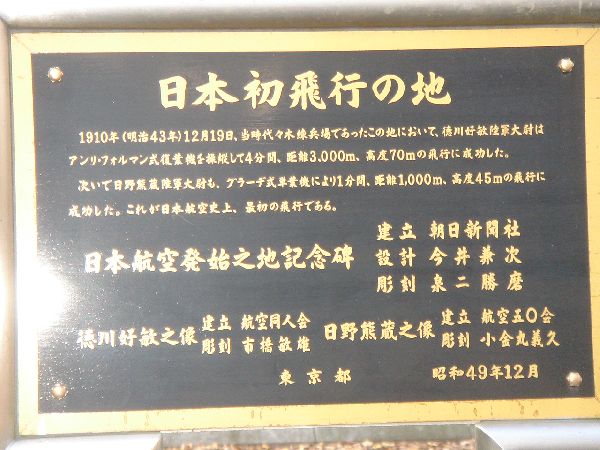 日本初飛行の地
1910年(明治43年)12月19日、当時代々木練兵場であったこの地において、徳川好敏陸軍大尉は
アンリ・フォルマン式複葉機を操縦して4分間、距離3,000m、高度70mの飛行に成功した。
次いで日野熊蔵陸軍大尉も、グラーデ式単葉機により1分間、距離1,000m、高度45mの飛行に
成功した。これが日本航空史上、最初の飛行である。
日本航空発始之地記念碑
建立 朝日新聞社
設計 今井兼次
彫刻 泉二勝磨
徳川好敏之像
建立 航空同人会
彫刻 市橋敏雄
日野熊蔵之像
建立 航空五〇会
彫刻 小金丸義久
東京都 昭和49年12月